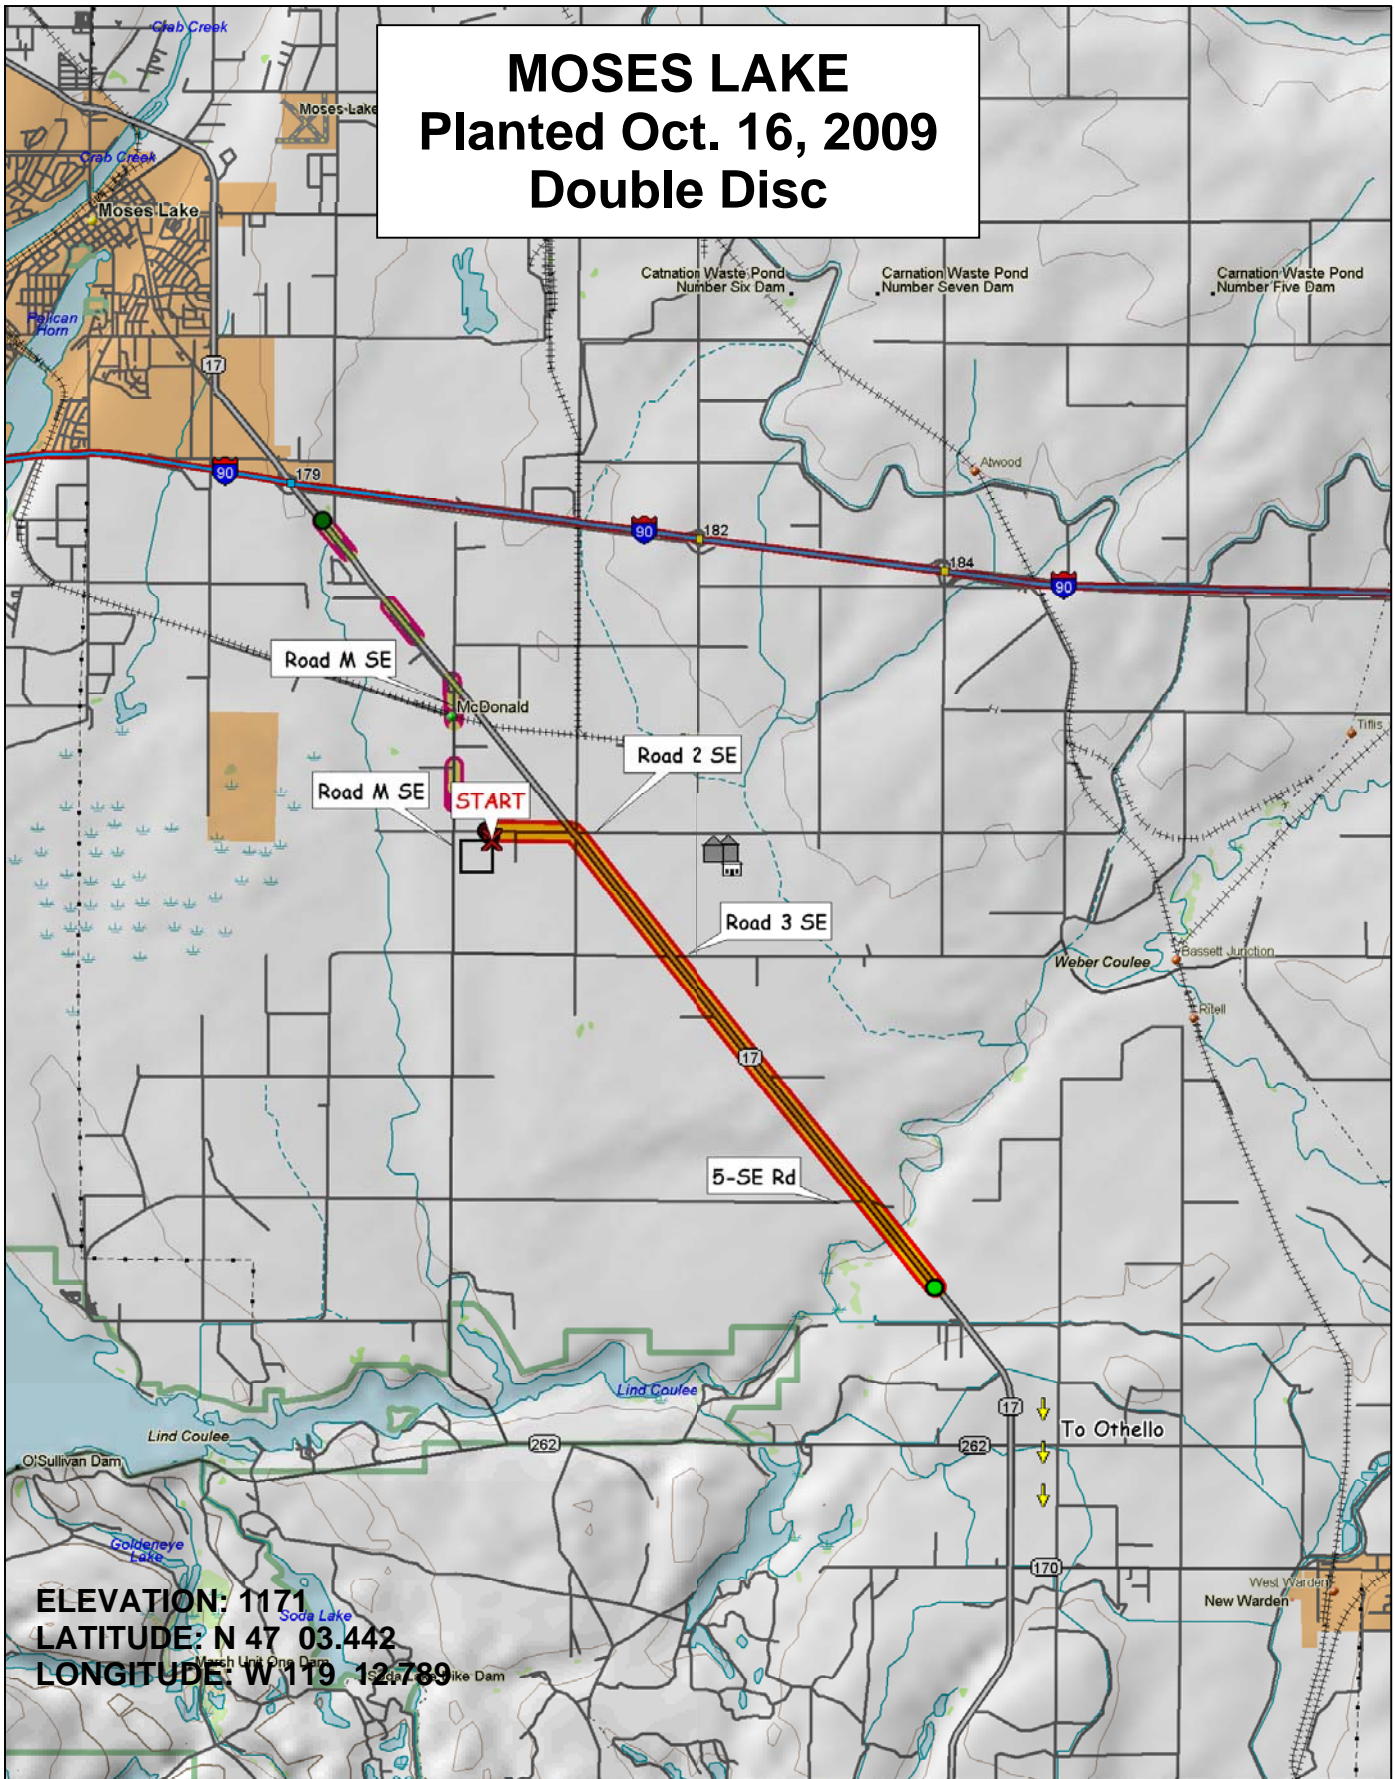 Crab Creek
MOSES LAKE
Planted Oct. 16, 2009
Double Disc
Moses Lake
Crab Creek
Moses Lake
Catnation Waste Pond
Number Six Dam
Carnation Waste Pond
Number Seven Dam
Carnation Waste Pond
Number Five Dam
Pelican
Horn
17
90
179
Atwood
90
182
184
90
Road M SE
McDonald
Tiflis
Road 2 SE
Road M SE
START
Road 3 SE
Weber Coulee
Bassett Junction
Ritell
17
5-SE Rd
Lind Coulee
17
To Othello
Lind Coulee
262
262
O'Sullivan Dam
Goldeneye
Lake
170
West Warden
New Warden
ELEVATION: 1171
Soda Lake
LATITUDE: N 47 03.442
Marsh Unit One Dam
LONGITUDE: W 119 12.789
Soda Lake Dike Dam